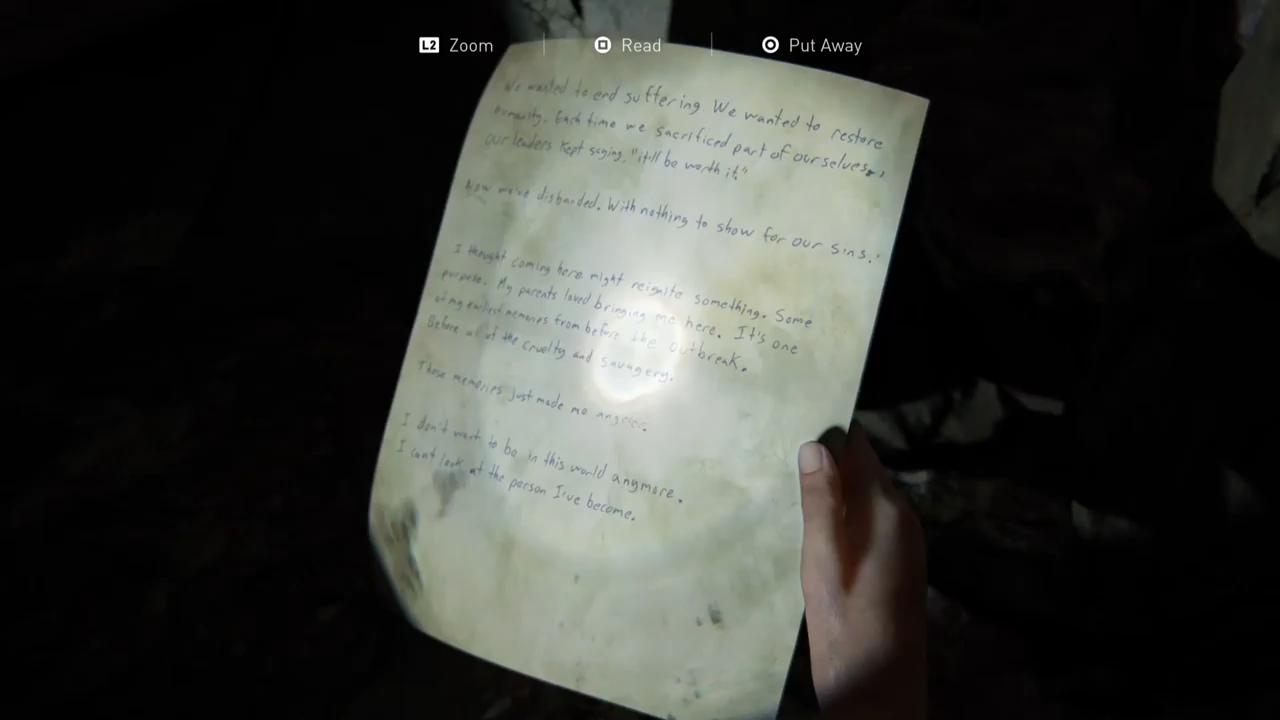 L2 Zoom Read Put Away
We wanted to end suffering. We wanted to restore
humanity. Each time we sacrificed part of ourselves,
our leaders kept saying, "it'll be worth it."
Now we've disbanded. With nothing to show for our sins.
I thought coming here might reignite something. Some
purpose. My parents loved bringing me here. It's one
of my earliest memories from before the outbreak.
Before all of the cruelty and savagery.
Those memories just made me angrier.
I don't want to be in this world anymore.
I cant look at the person I've become.